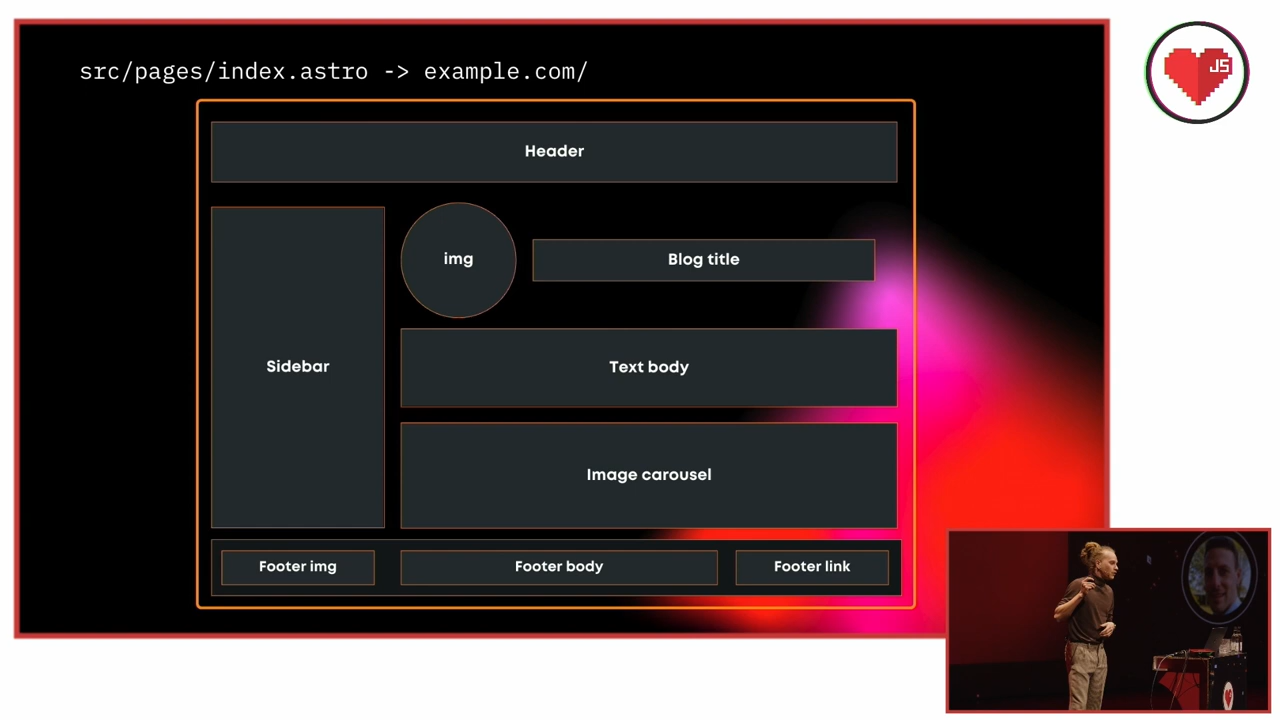 src/pages/index.astro -> example.com/
JS
Header
img
Blog title
Sidebar
Text body
Image carousel
Footer img
Footer body
Footer link